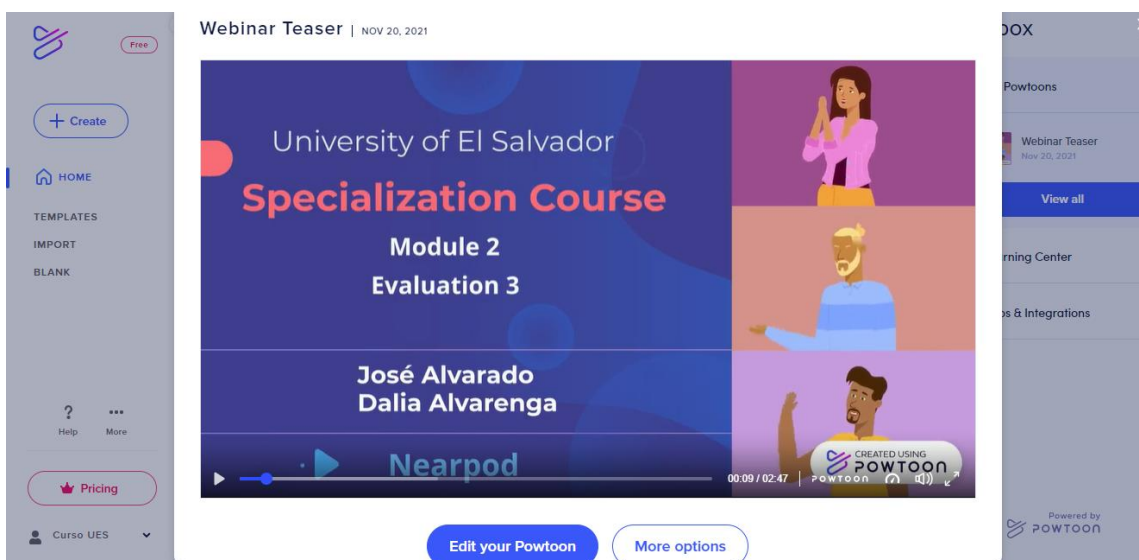 Free
+ Create
HOME
TEMPLATES
IMPORT
BLANK
?
Help
...
More
Pricing
Curso UES
Webinar Teaser | NOV 20, 2021
University of El Salvador
Specialization Course
Module 2
Evaluation 3
José Alvarado
Dalia Alvarenga
Nearpod
CREATED USING
POWTOON
00:09 / 02:47 | POWTOON
Edit your Powtoon
More options
Powtoons
Webinar Teaser
Nov 20, 2021
View all
Center
& Integrations
Powered by
POWTOON